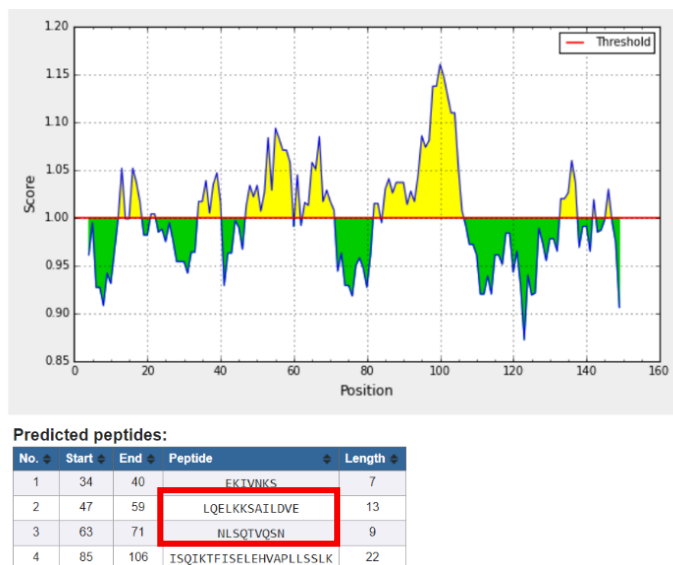 1.20
Threshold
1.15
1.10
1.05
Score
1.00
0.95
0.90
0.85
0 20 40 60 80 100 120 140 160
Position
Predicted peptides:
No. Start End Peptide Length
1 34 40 EKIVNKS 7
2 47 59 LQELKKSAILDVE 13
3 63 71 NLSQTVQSN 9
4 85 106 ISQIKTFISELEHVAPLLSSLK 22